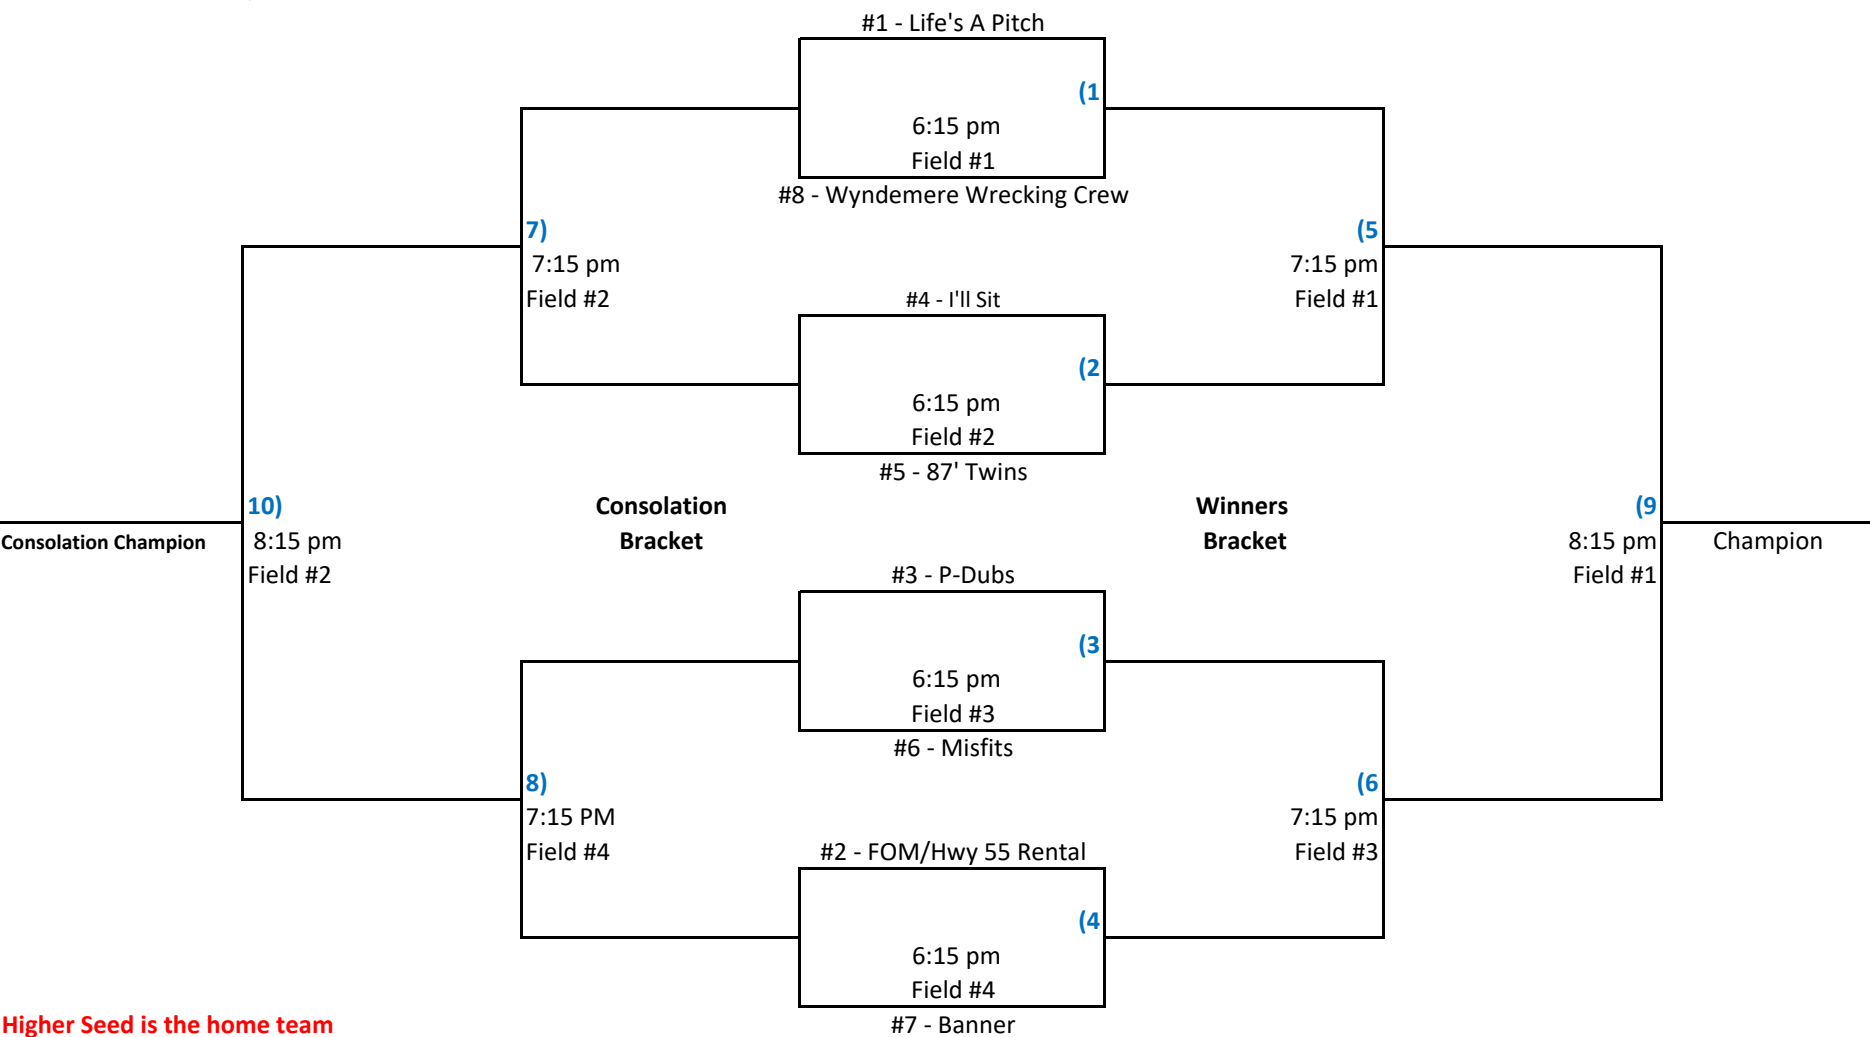 #1 - Life's A Pitch
(1
6:15 pm
Field #1
#8 - Wyndemere Wrecking Crew
7)
(5
7:15 pm
7:15 pm
Field #2
#4 - I'll Sit
Field #1
(2
6:15 pm
Field #2
#5 - 87' Twins
10)
Consolation
Winners
(9
Consolation Champion
8:15 pm
Bracket
Bracket
8:15 pm
Champion
Field #2
#3 - P-Dubs
Field #1
(3
6:15 pm
Field #3
#6 - Misfits
8)
(6
7:15 PM
7:15 pm
Field #4
#2 - FOM/Hwy 55 Rental
Field #3
(4
6:15 pm
Field #4
Higher Seed is the home team
#7 - Banner